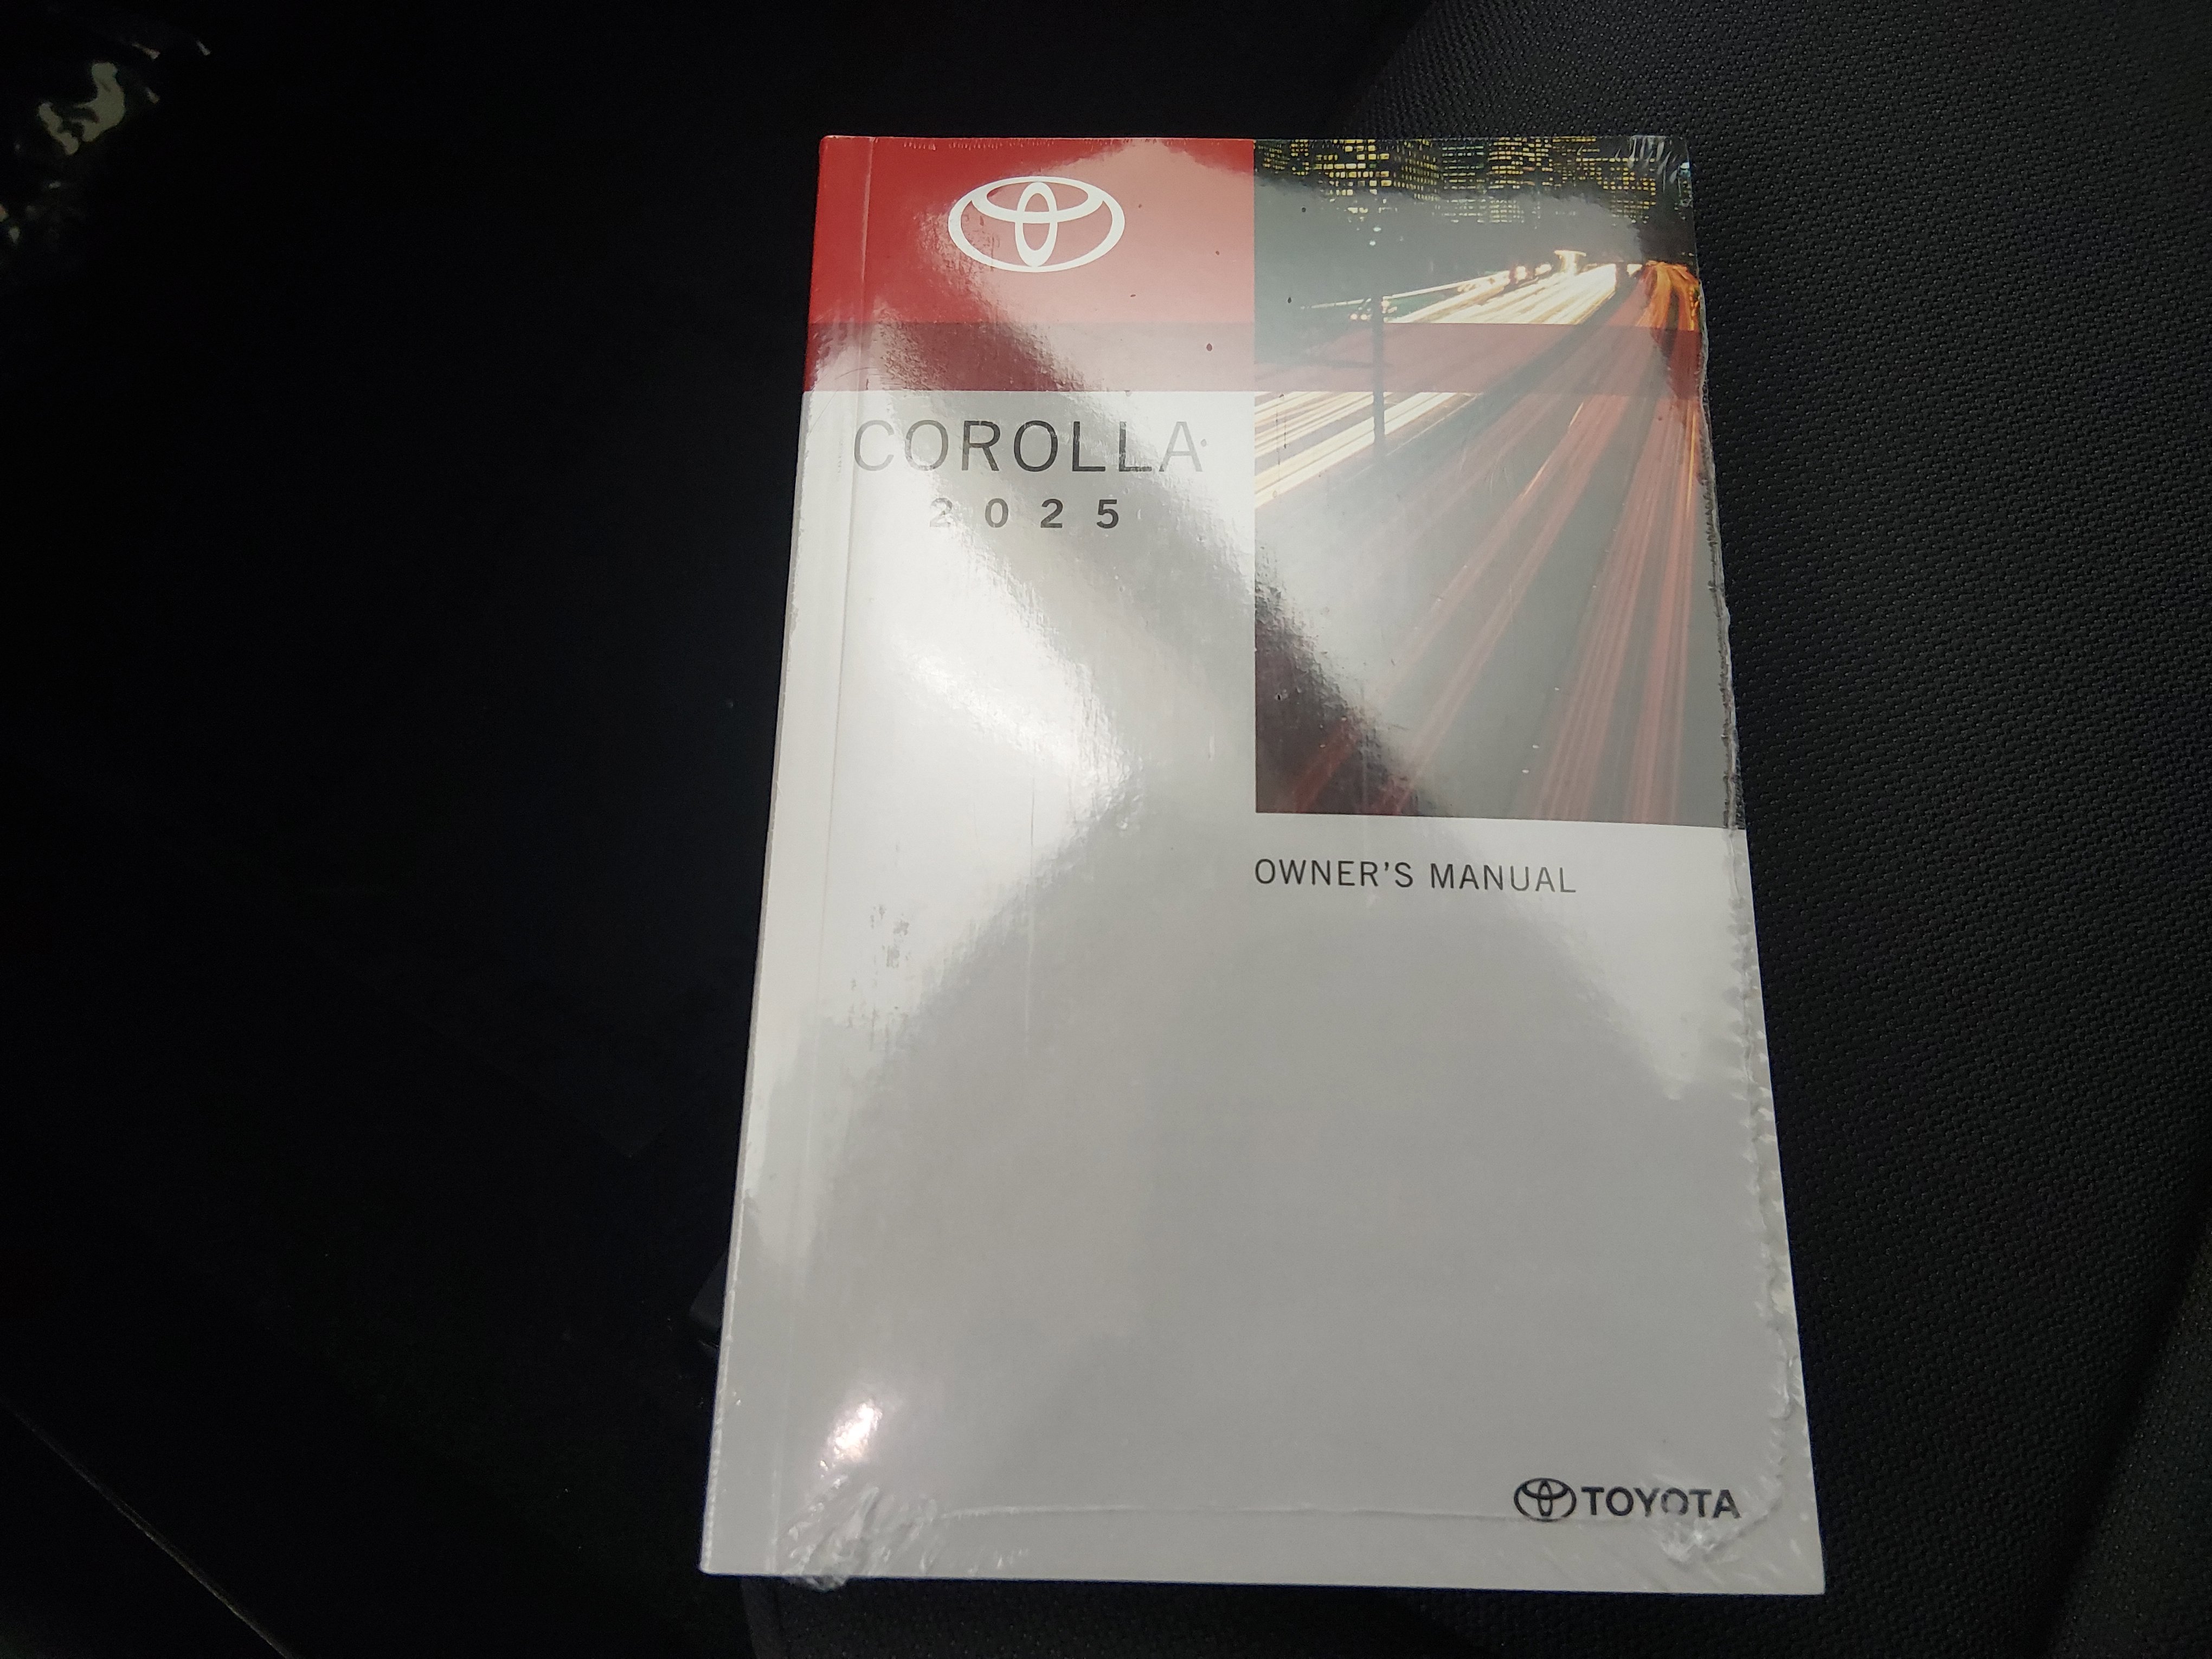 COROLLA
2025
OWNER'S MANUAL
TOYOTA